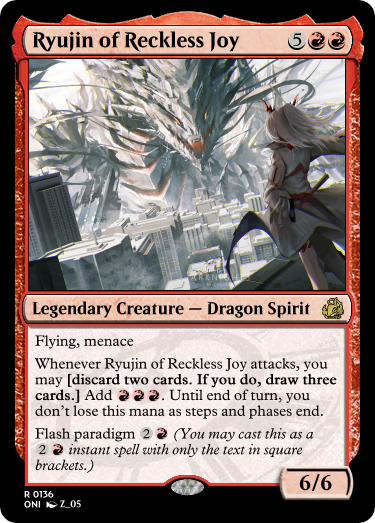 Ryujin of Reckless Joy 5
Legendary Creature — Dragon Spirit
Flying, menace
Whenever Ryujin of Reckless Joy attacks, you
may [discard two cards. If you do, draw three
cards.] Add . Until end of turn, you
don't lose this mana as steps and phases end.
Flash paradigm 2 (You may cast this as a
2 instant spell with only the text in square
brackets.)
6/6
R 0136
ONI Z_05